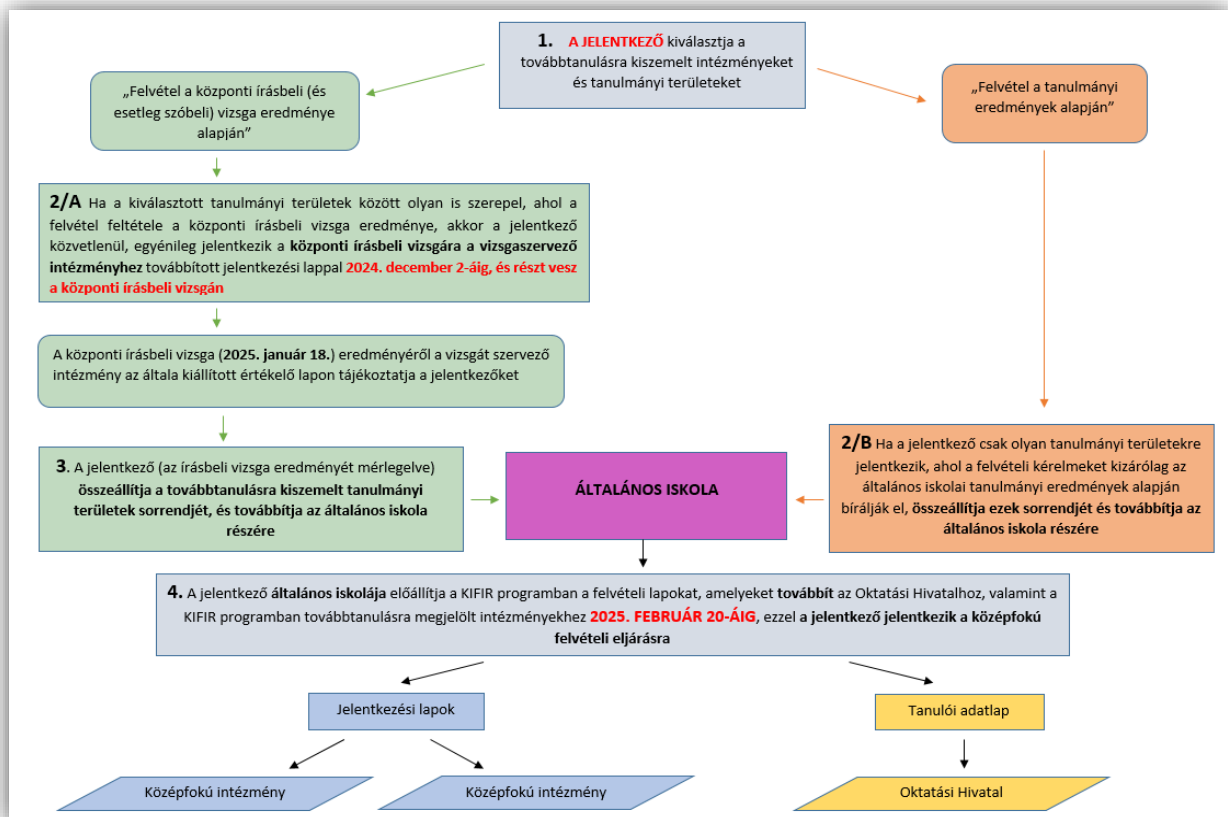 1. A JELENTKEZŐ kiválasztja a
továbbtanulásra kiszemelt intézményeket
és tanulmányi területeket
„Felvétel a központi írásbeli (és
esetleg szóbeli) vizsga eredménye
alapján”
„Felvétel a tanulmányi
eredmények alapján”
2/A Ha a kiválasztott tanulmányi területek között olyan is szerepel, ahol a
felvétel feltétele a központi írásbeli vizsga eredménye, akkor a jelentkező
közvetlenül, egyénileg jelentkezik a központi írásbeli vizsgára a vizsgaszervező
intézményhez továbbított jelentkezési lappal 2024. december 2-áig, és részt vesz
a központi írásbeli vizsgán
A központi írásbeli vizsga (2025. január 18.) eredményéről a vizsgát szervező
intézmény az általa kiállított értékelő lapon tájékoztatja a jelentkezőket
3. A jelentkező (az írásbeli vizsga eredményét mérlegelve)
összeállítja a továbbtanulásra kiszemelt tanulmányi
területek sorrendjét, és továbbítja az általános iskola
részére
ÁLTALÁNOS ISKOLA
2/B Ha a jelentkező csak olyan tanulmányi területekre
jelentkezik, ahol a felvételi kérelmeket kizárólag az
általános iskolai tanulmányi eredmények alapján
bírálják el, összeállítja ezek sorrendjét és továbbítja az
általános iskola részére
4. A jelentkező általános iskolája előállítja a KIFIR programban a felvételi lapokat, amelyeket továbbít az Oktatási Hivatalhoz, valamint a
KIFIR programban továbbtanulásra megjelölt intézményekhez 2025. FEBRUÁR 20-ÁIG, ezzel a jelentkező jelentkezik a középfokú
felvételi eljárásra
Jelentkezési lapok
Tanulói adatlap
Középfokú intézmény
Középfokú intézmény
Oktatási Hivatal